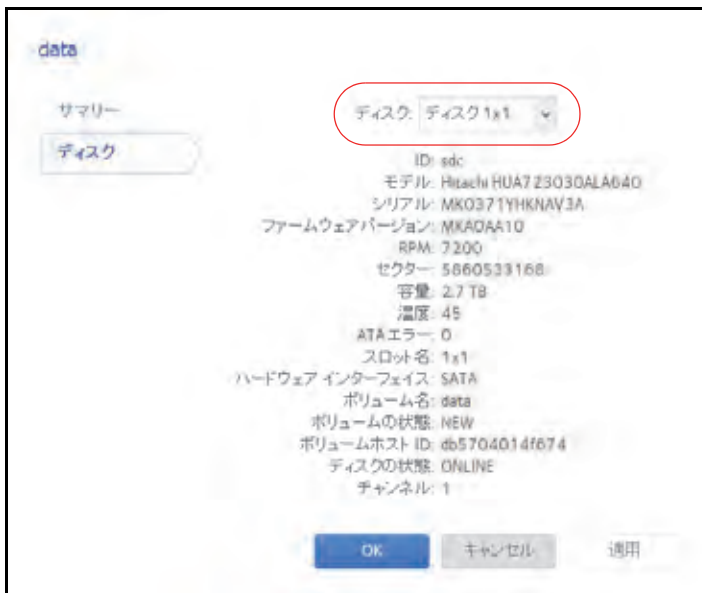 data
サマリー
ディスク
ディスク: ディスク 1x1
ID: sdc
モデル: Hitachi HUA723030ALA640
シリアル: MK0371YHKNAV3A
ファームウェアバージョン: MKAOAA10
RPM: 7200
セクター: 5860533168
容量: 2.7 TB
温度: 45
ATAエラー: 0
スロット名: 1x1
ハードウェア インターフェイス: SATA
ボリューム名: data
ボリュームの状態: NEW
ボリュームホスト ID: db5704014f674
ディスクの状態: ONLINE
チャンネル: 1
OK キャンセル 適用